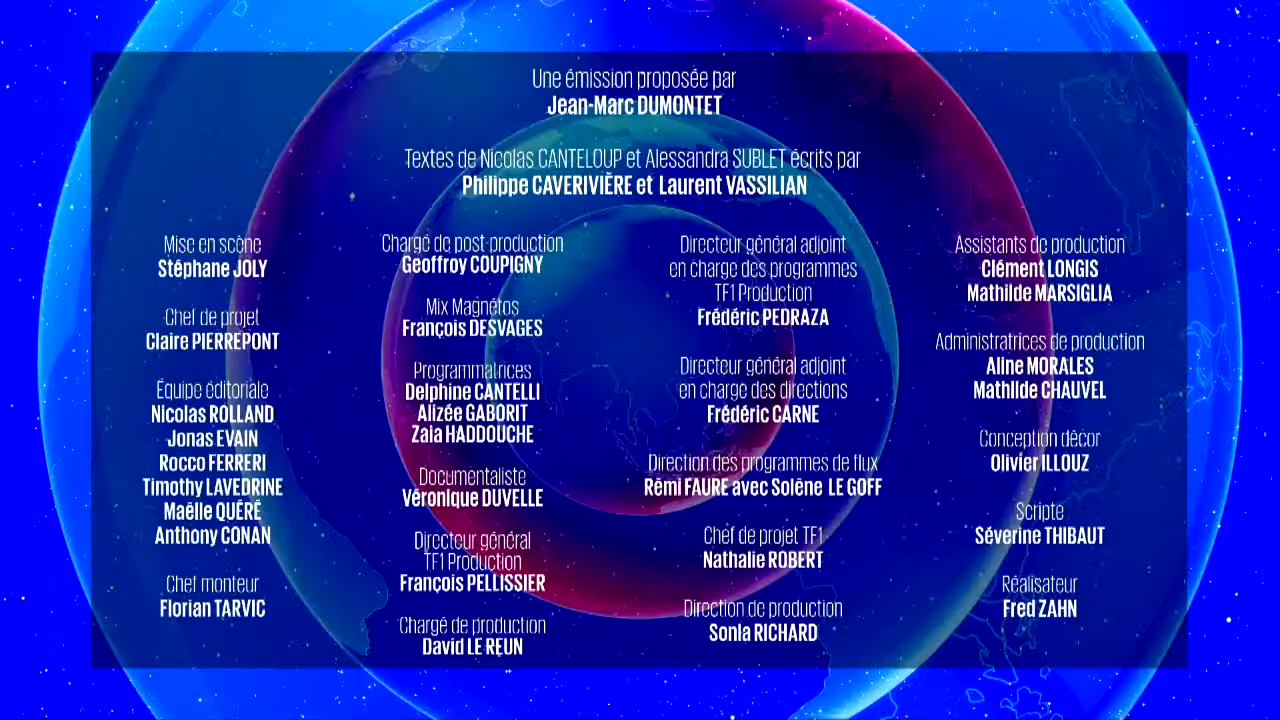 Une émission proposée par
Jean-Marc DUMONTET
Textes de Nicolas CANTELOUP et Alessandra SUBLET écrits par
Philippe CAVERIVIÈRE et Laurent VASSILIAN
Mise en scène
Stéphane JOLY
Chef de projet
Claire PIERREPONT
Équipe éditoriale
Nicolas ROLLAND
Jonas EVAIN
Rocco FERRERI
Timothy LAVEDRINE
Maëlle QUÉRÉ
Anthony CONAN
Chef monteur
Florian TARVIC
Chargé de post-production
Geoffroy COUPIGNY
Mix Magnétos
François DESVAGES
Programmatrices
Delphine CANTELLI
Alizée GABORIT
Zaia HADDOUCHE
Documentaliste
Véronique DUVELLE
Directeur général
TF1 Production
François PELLISSIER
Chargé de production
David LE REUN
Directeur général adjoint
en charge des programmes
TF1 Production
Frédéric PEDRAZA
Directeur général adjoint
en charge des directions
Frédéric CARNE
Direction des programmes de flux
Rémi FAURE avec Solène LE GOFF
Chef de projet TF1
Nathalie ROBERT
Direction de production
Sonia RICHARD
Assistants de production
Clément LONGIS
Mathilde MARSIGLIA
Administratrices de production
Aline MORALES
Mathilde CHAUVEL
Conception décor
Olivier ILLOUZ
Scripte
Séverine THIBAUT
Réalisateur
Fred ZAHN